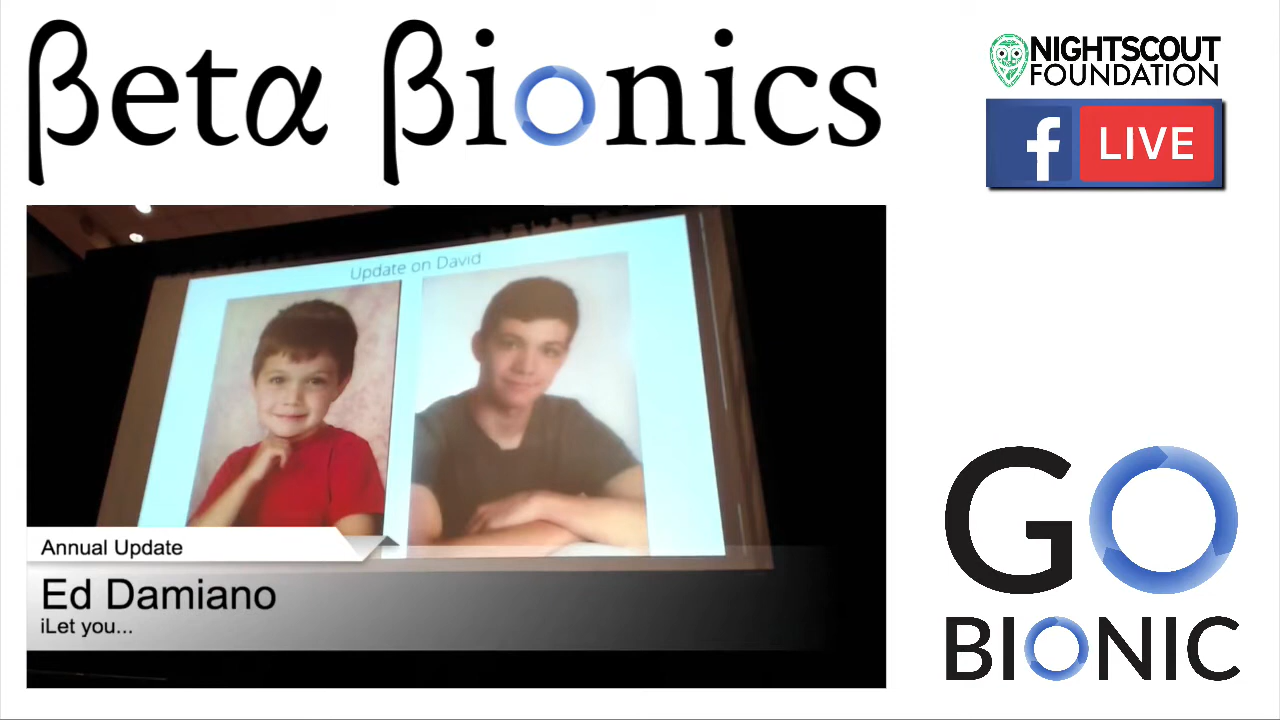 βetα βionics
NIGHTSCOUT
FOUNDATION
f LIVE
Update on David
Annual Update
Ed Damiano
iLet you...
GO
BIONIC